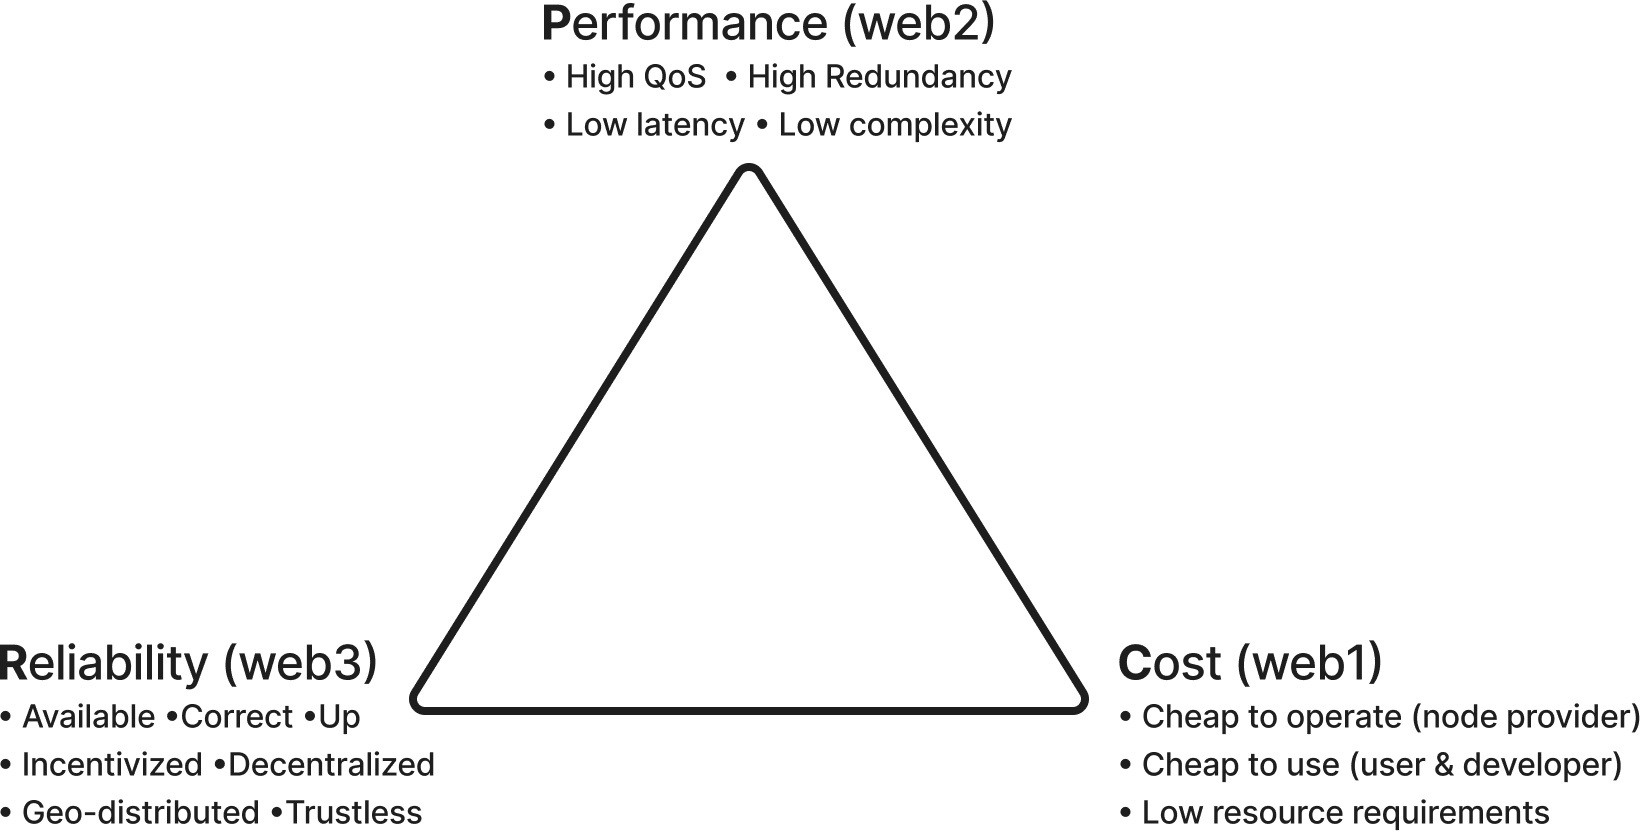 Performance (web2)
• High QoS • High Redundancy
• Low latency • Low complexity
Reliability (web3)
• Available •Correct •Up
• Incentivized •Decentralized
• Geo-distributed •Trustless
Cost (web1)
• Cheap to operate (node provider)
• Cheap to use (user & developer)
• Low resource requirements